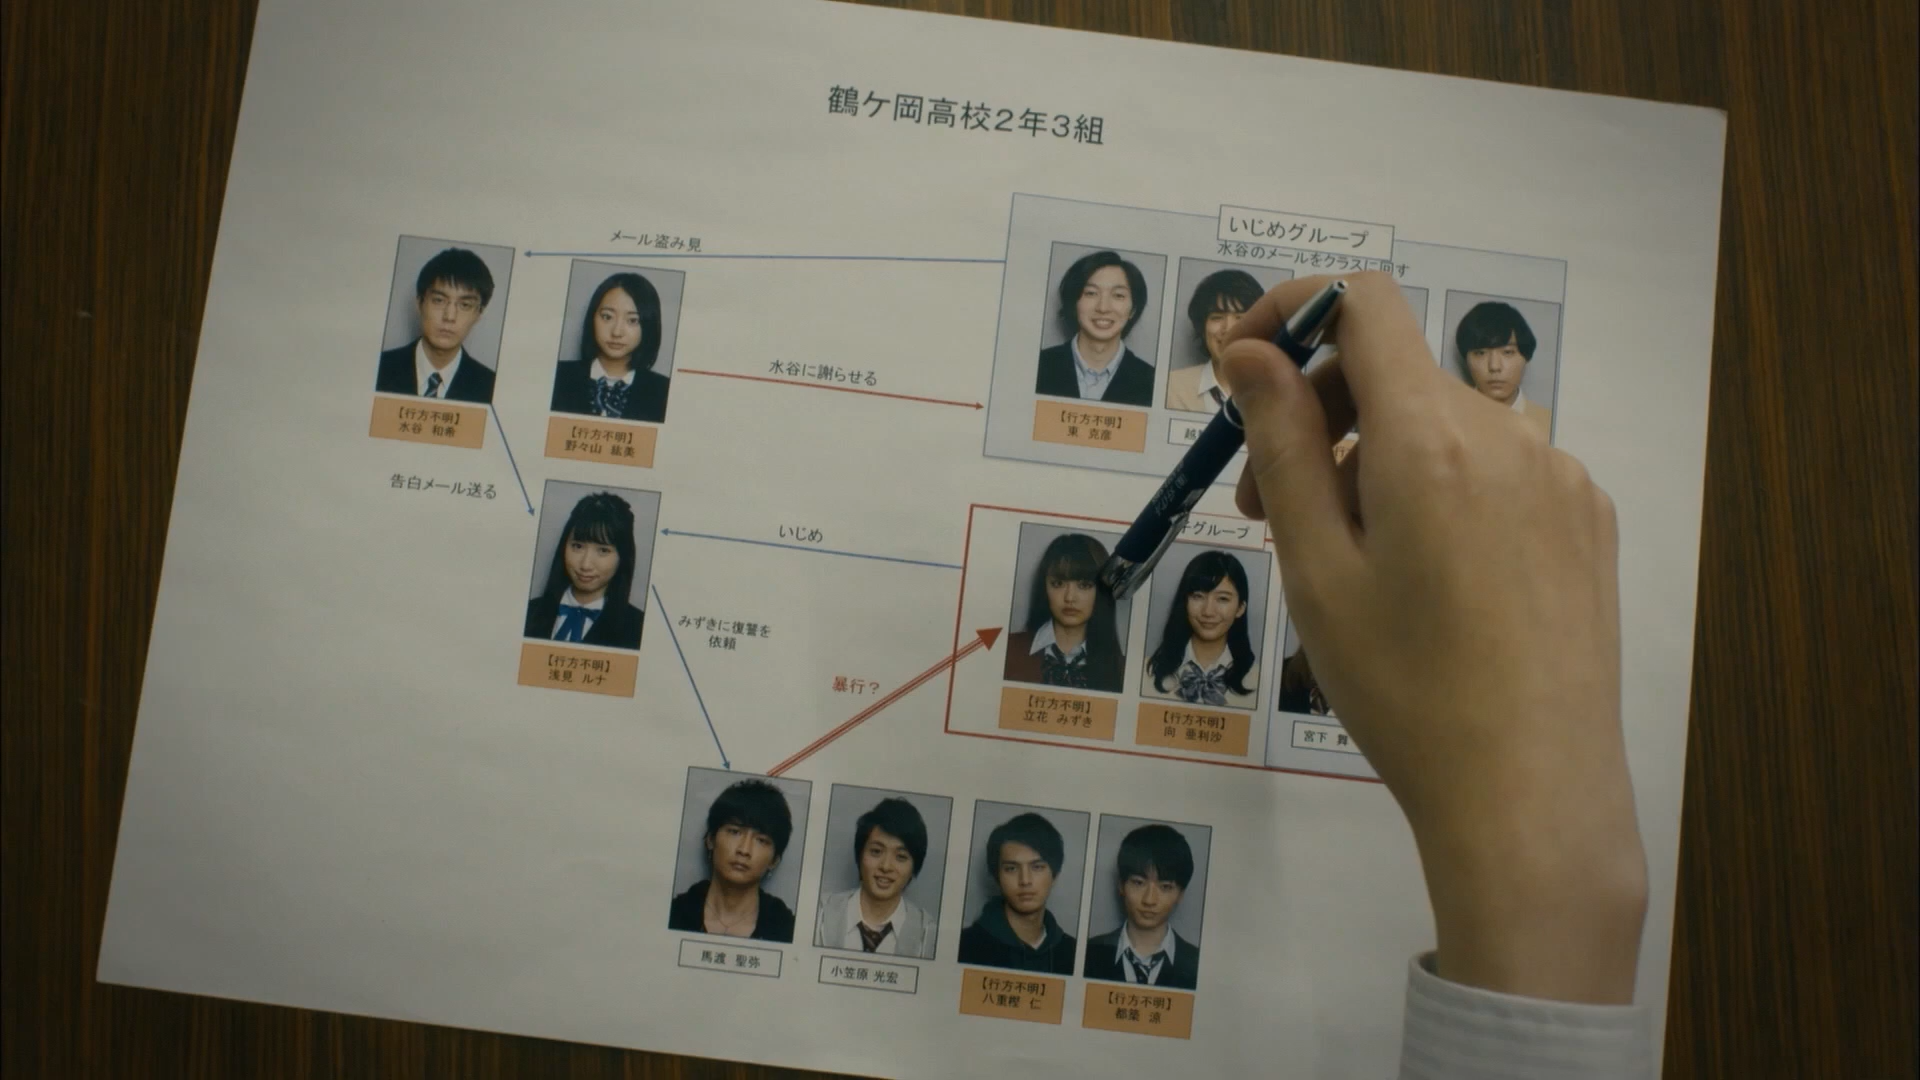 鶴ケ岡高校2年3組
いじめグループ
水谷のメールをクラスに回す
メール盗み見
水谷に謝らせる
【行方不明】
水谷 和希
【行方不明】
野々山 紘美
【行方不明】
東 克彦
越
告白メール送る
いじめ
子グループ
みずきに復讐を
依頼
【行方不明】
浅見 ルナ
暴行？
【行方不明】
立花 みずき
【行方不明】
向 亜利沙
宮下 舞
馬渡 聖弥
小笠原 光宏
【行方不明】
八重樫 仁
【行方不明】
都築 涼